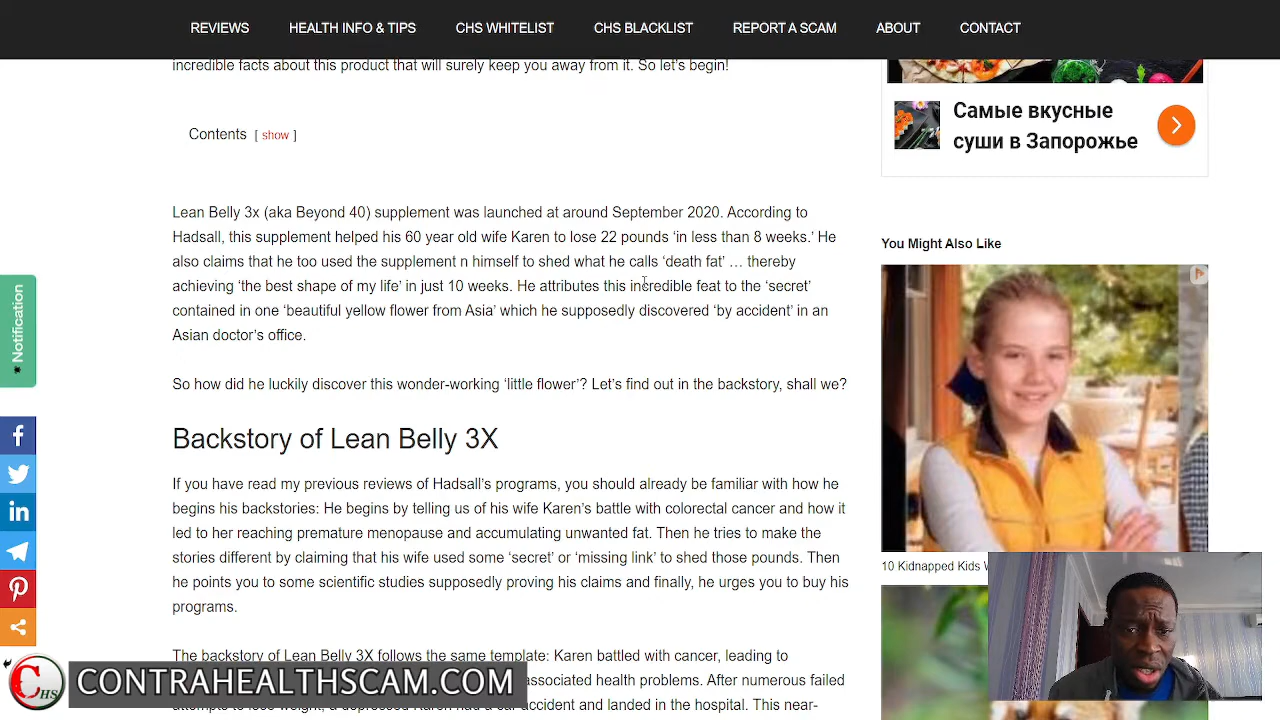 REVIEWS HEALTH INFO & TIPS CHS WHITELIST CHS BLACKLIST REPORT A SCAM ABOUT CONTACT
incredible facts about this product that will surely keep you away from it. So let's begin!
Contents [ show ]
Lean Belly 3x (aka Beyond 40) supplement was launched at around September 2020. According to
Hadsall, this supplement helped his 60 year old wife Karen to lose 22 pounds ‘in less than 8 weeks.’ He
also claims that he too used the supplement n himself to shed what he calls ‘death fat’ … thereby
achieving ‘the best shape of my life’ in just 10 weeks. He attributes this incredible feat to the ‘secret’
contained in one ‘beautiful yellow flower from Asia’ which he supposedly discovered ‘by accident’ in an
Asian doctor’s office.
So how did he luckily discover this wonder-working ‘little flower’? Let’s find out in the backstory, shall we?
Backstory of Lean Belly 3X
If you have read my previous reviews of Hadsall’s programs, you should already be familiar with how he
begins his backstories: He begins by telling us of his wife Karen’s battle with colorectal cancer and how it
led to her reaching premature menopause and accumulating unwanted fat. Then he tries to make the
stories different by claiming that his wife used some ‘secret’ or ‘missing link’ to shed those pounds. Then
he points you to some scientific studies supposedly proving his claims and finally, he urges you to buy his
programs.
The backstory of Lean Belly 3X follows the same template: Karen battled with cancer, leading to
associated health problems. After numerous failed
accident and landed in the hospital. This near-
Самые вкусные
суши в Запорожье
You Might Also Like
10 Kidnapped Kids
Notification
CHS
CONTRAHEALTHSCAM.COM